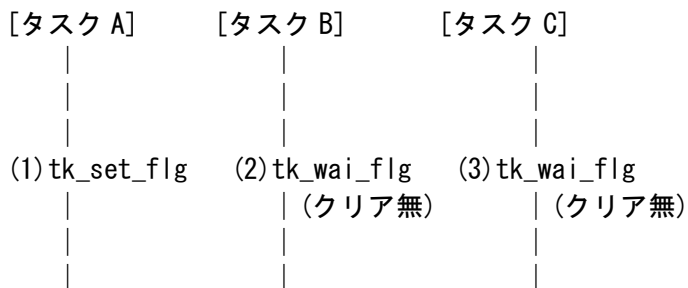 [タスク A] [タスク B] [タスク C]
(1)tk_set_flg (2)tk_wai_flg (3)tk_wai_flg
(クリア無) (クリア無)